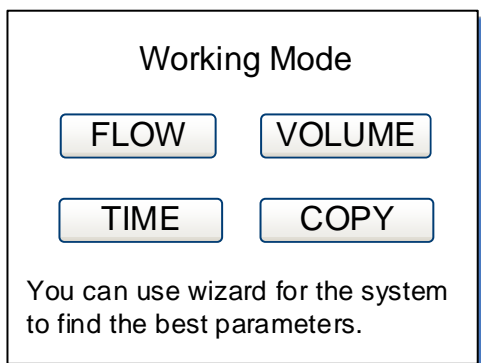 Working Mode
FLOW VOLUME
TIME COPY
You can use wizard for the system
to find the best parameters.